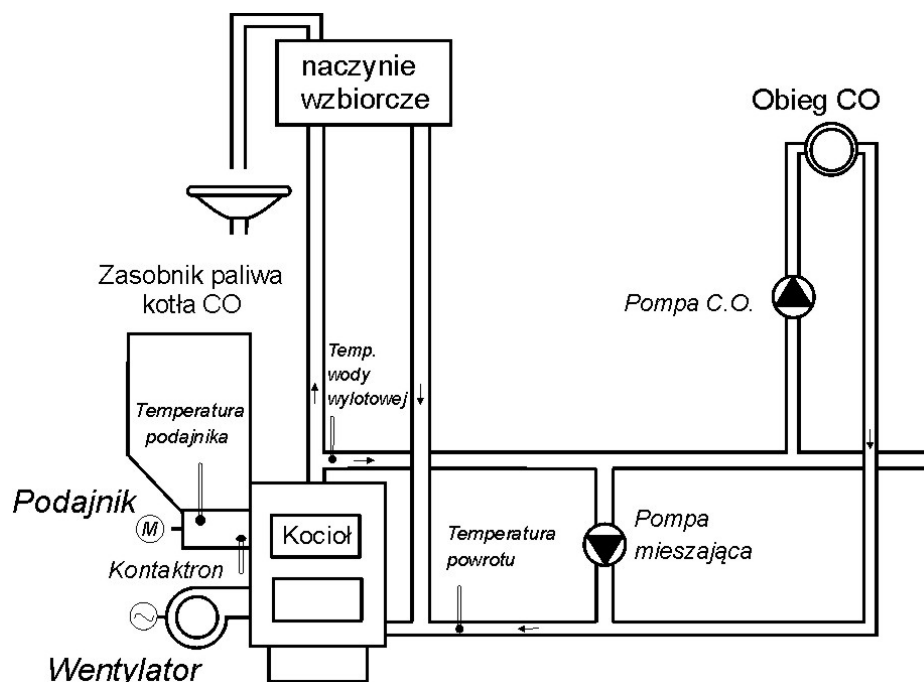 naczynie
wzbiorcze
Obieg CO
Zasobnik paliwa
kotła CO
Pompa C.O.
Temp.
wody
wylotowej
Temperatura
podajnika
Podajnik
M
Kocioł
Temperatura
powrotu
Pompa
mieszająca
Kontaktron
Wentylator